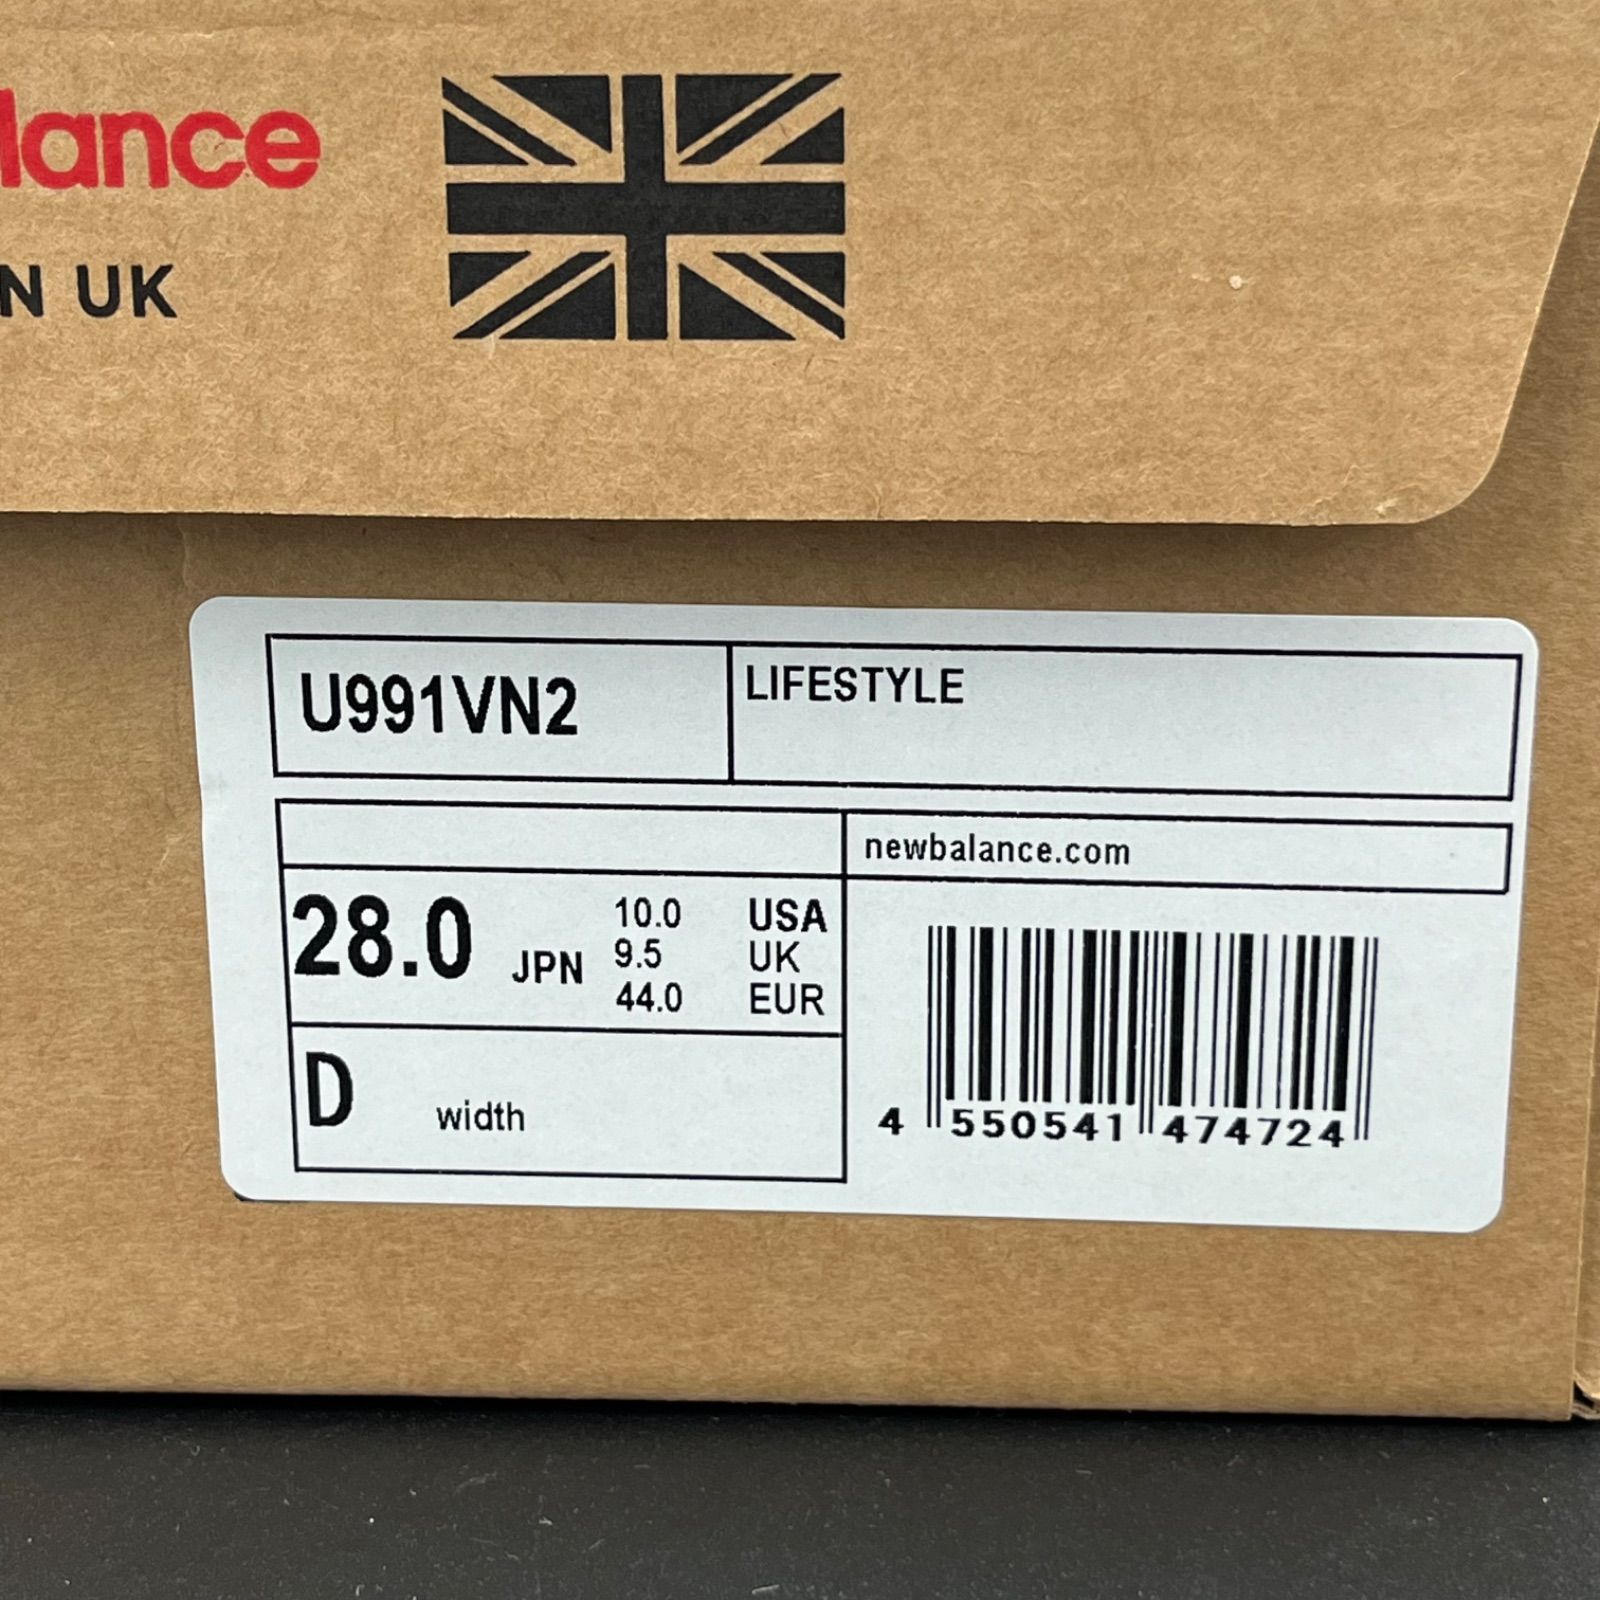 lance
N UK
U991VN2
LIFESTYLE
newbalance.com
28.0 JPN
10.0 USA
9.5 UK
44.0 EUR
D width
4 550541 474724